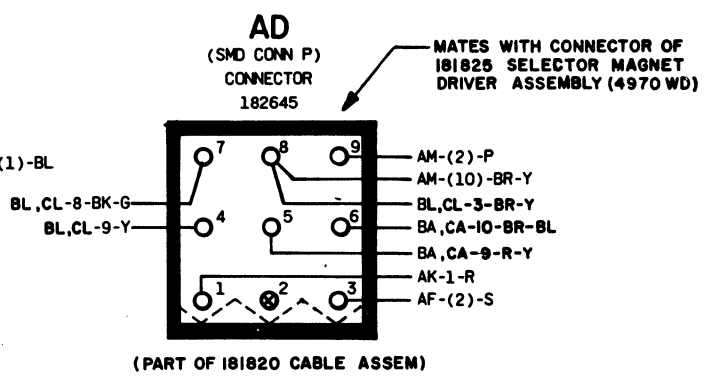 AD
(SMD CONN P)
CONNECTOR
182645
MATES WITH CONNECTOR OF
181825 SELECTOR MAGNET
DRIVER ASSEMBLY (4970 WD)
(1)-BL
7
8
9
AM-(2)-P
AM-(10)-BR-Y
BL,CL-8-BK-G
BL,CL-3-BR-Y
BL,CL-9-Y
4
5
6
BA,CA-10-BR-BL
BA,CA-9-R-Y
AK-1-R
1
2
3
AF-(2)-S
(PART OF 181820 CABLE ASSEM)